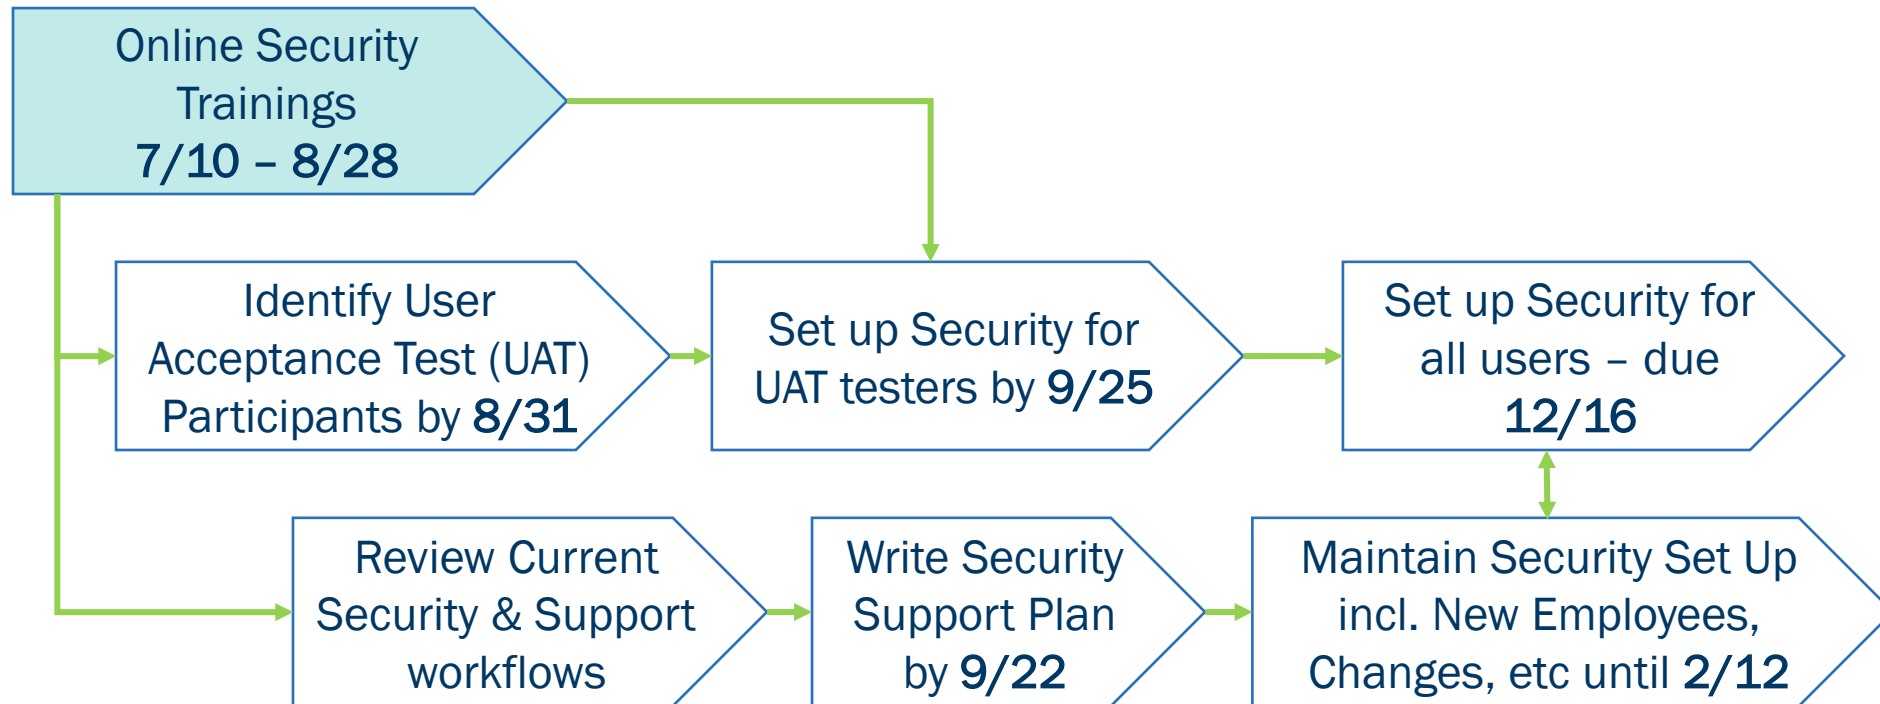 Online Security
Trainings
7/10 – 8/28
Identify User
Acceptance Test (UAT)
Participants by 8/31
Set up Security for
UAT testers by 9/25
Set up Security for
all users – due
12/16
Review Current
Security & Support
workflows
Write Security
Support Plan
by 9/22
Maintain Security Set Up
incl. New Employees,
Changes, etc until 2/12